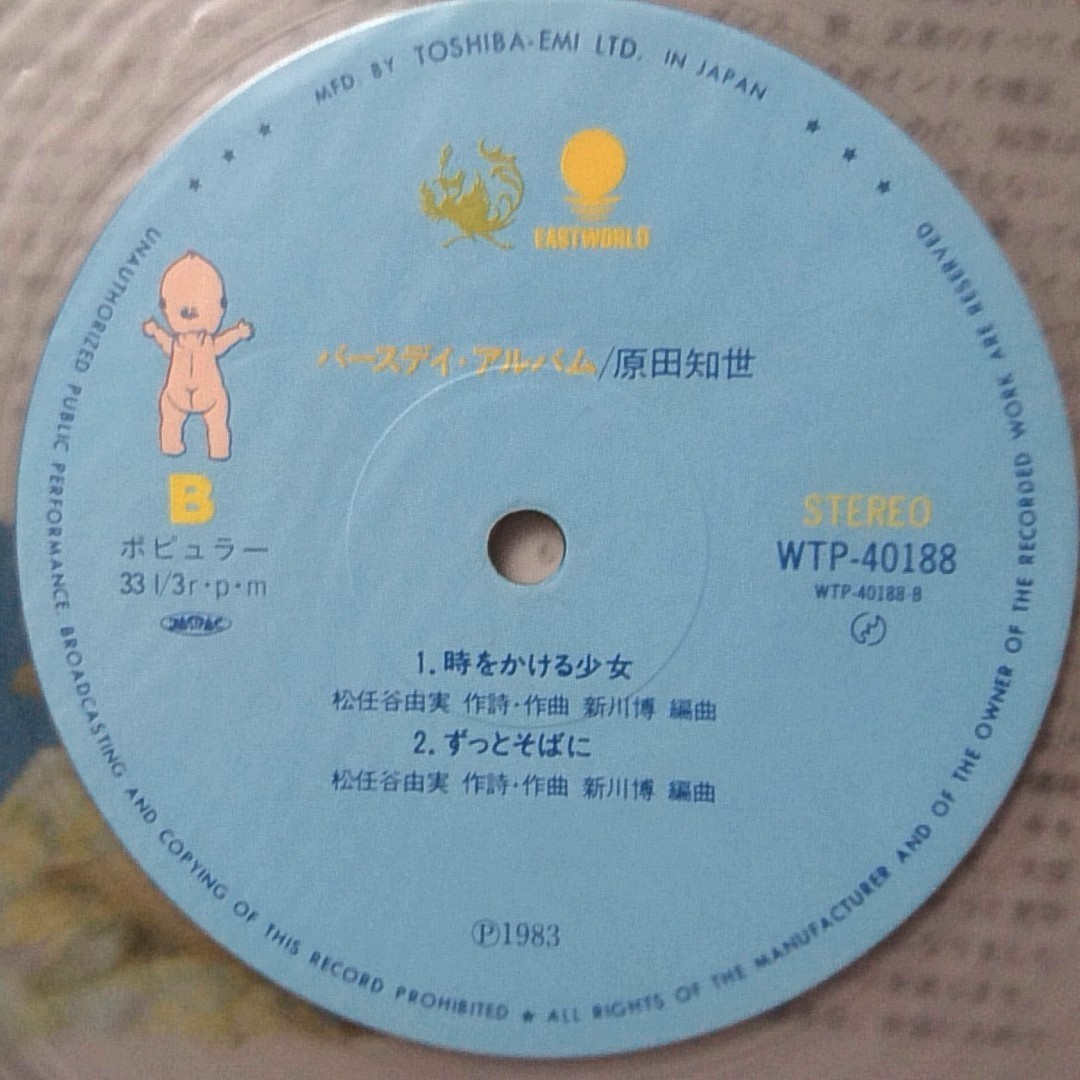 MFD. BY TOSHIBA-EMI LTD. IN JAPAN
EASTWORLD
バースデイ・アルバム/原田知世
B
ポピュラー
33 1/3 r・p・m
JASRAC
STEREO
WTP-40188
WTP-40188-B
1. 時をかける少女
松任谷由実 作詩・作曲 新川博 編曲
2. ずっとそばに
松任谷由実 作詩・作曲 新川博 編曲
Ⓟ1983
UNAUTHORIZED PUBLIC PERFORMANCE. BROADCASTING AND COPYING OF THIS RECORD PROHIBITED ★ ALL RIGHTS OF THE MANUFACTURER AND OF THE OWNER OF THE RECORDED WORK ARE RESERVED